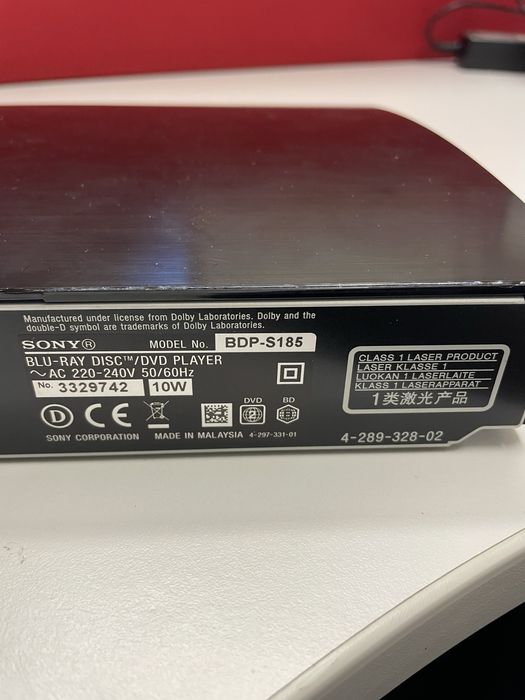 Manufactured under license from Dolby Laboratories. Dolby and the
double-D symbol are trademarks of Dolby Laboratories.
SONY® MODEL No. BDP-S185
BLU-RAY DISC™/DVD PLAYER
~ AC 220-240V 50/60Hz
No. 3329742 10W
D CE DVD 2 BD B
SONY CORPORATION MADE IN MALAYSIA 4-297-331-01
CLASS 1 LASER PRODUCT
LASER KLASSE 1
LUOKAN 1 LASERLAITE
KLASS 1 LASERAPPARAT
1类激光产品
4-289-328-02